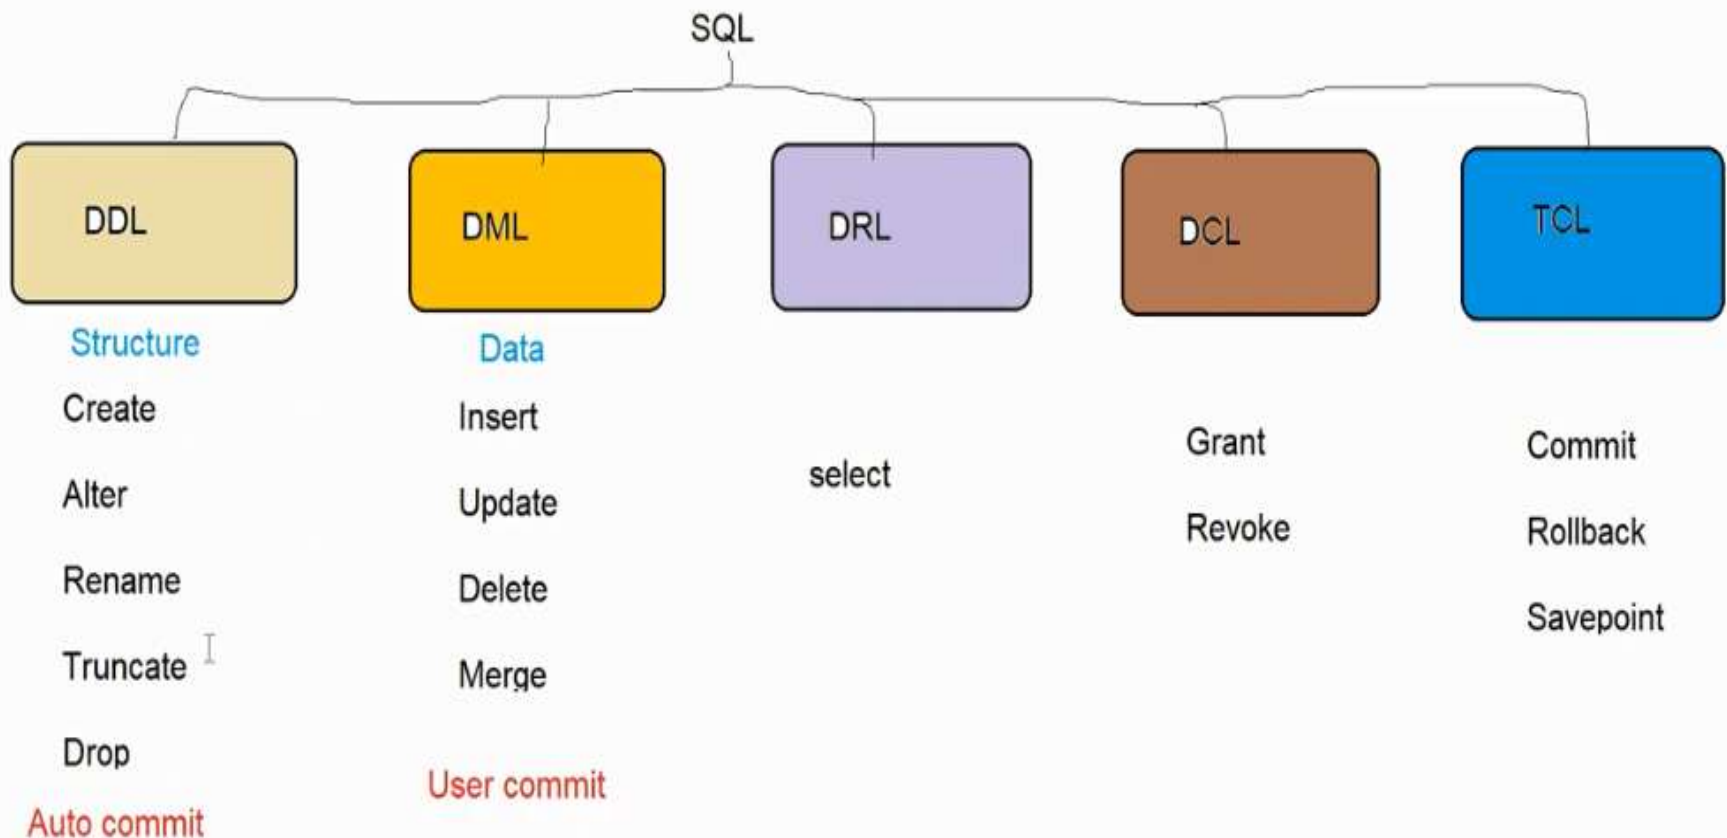 SQL
DDL
DML
DRL
DCL
TCL
Structure
Create
Alter
Rename
Truncate
Drop
Auto commit
Data
Insert
Update
Delete
Merge
User commit
select
Grant
Revoke
Commit
Rollback
Savepoint